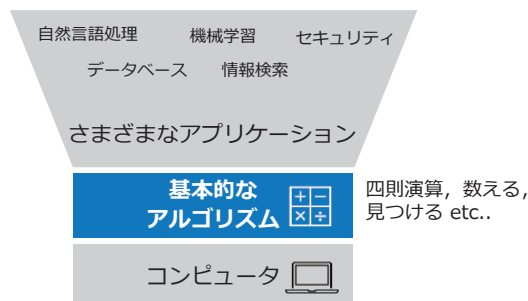 自然言語処理 機械学習 セキュリティ
データベース 情報検索
さまざまなアプリケーション
基本的な
アルゴリズム
四則演算，数える，
見つける etc..
コンピュータ